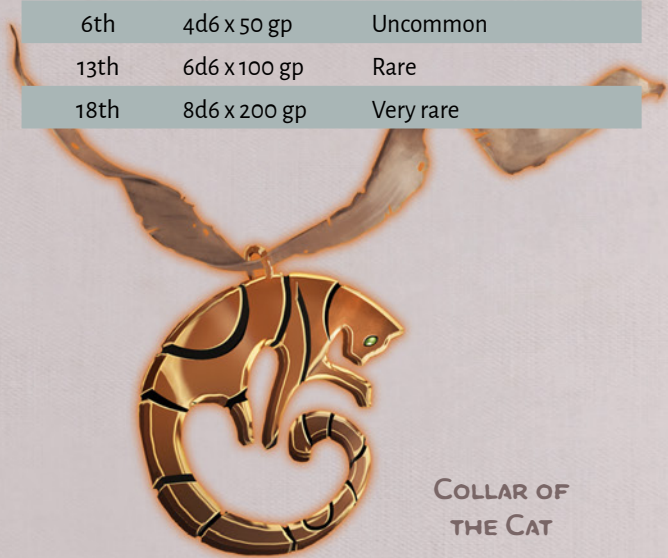 6th 4d6 x 50 gp Uncommon
13th 6d6 x 100 gp Rare
18th 8d6 x 200 gp Very rare
Collar of
the Cat